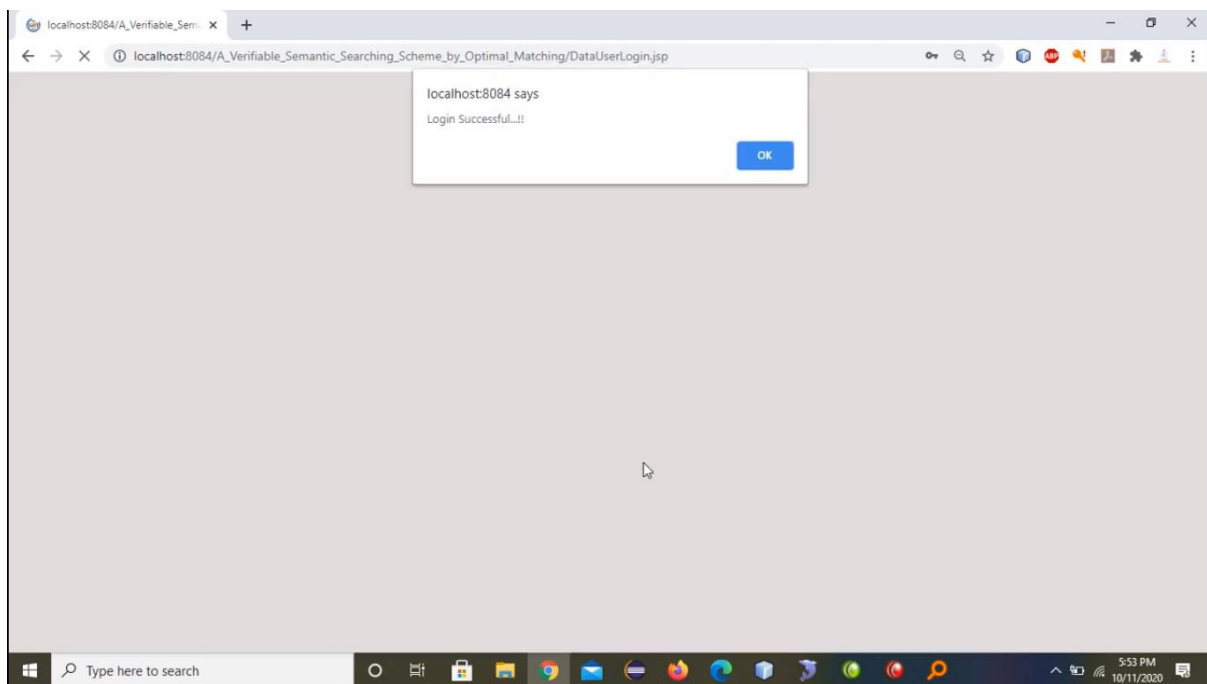 localhost:8084/A_Verifiable_Sem
localhost:8084/A_Verifiable_Semantic_Searching_Scheme_by_Optimal_Matching/DataUserLogin.jsp
ABP
localhost:8084 says
Login Successful...!!
OK
Type here to search
5:53 PM
10/11/2020